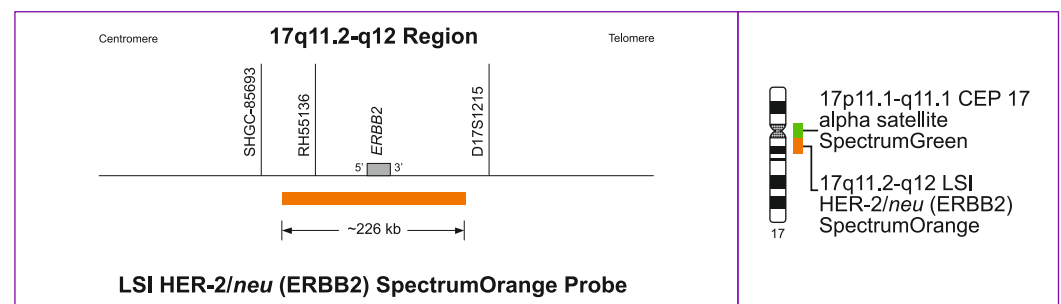 17q11.2-q12 Region
Centromere
Telomere
SHGC-85693
RH55136
ERBB2
D17S1215
5’
3’
~226 kb
LSI HER-2/neu (ERBB2) SpectrumOrange Probe
17p11.1-q11.1 CEP 17
alpha satellite
SpectrumGreen
17q11.2-q12 LSI
HER-2/neu (ERBB2)
SpectrumOrange
17